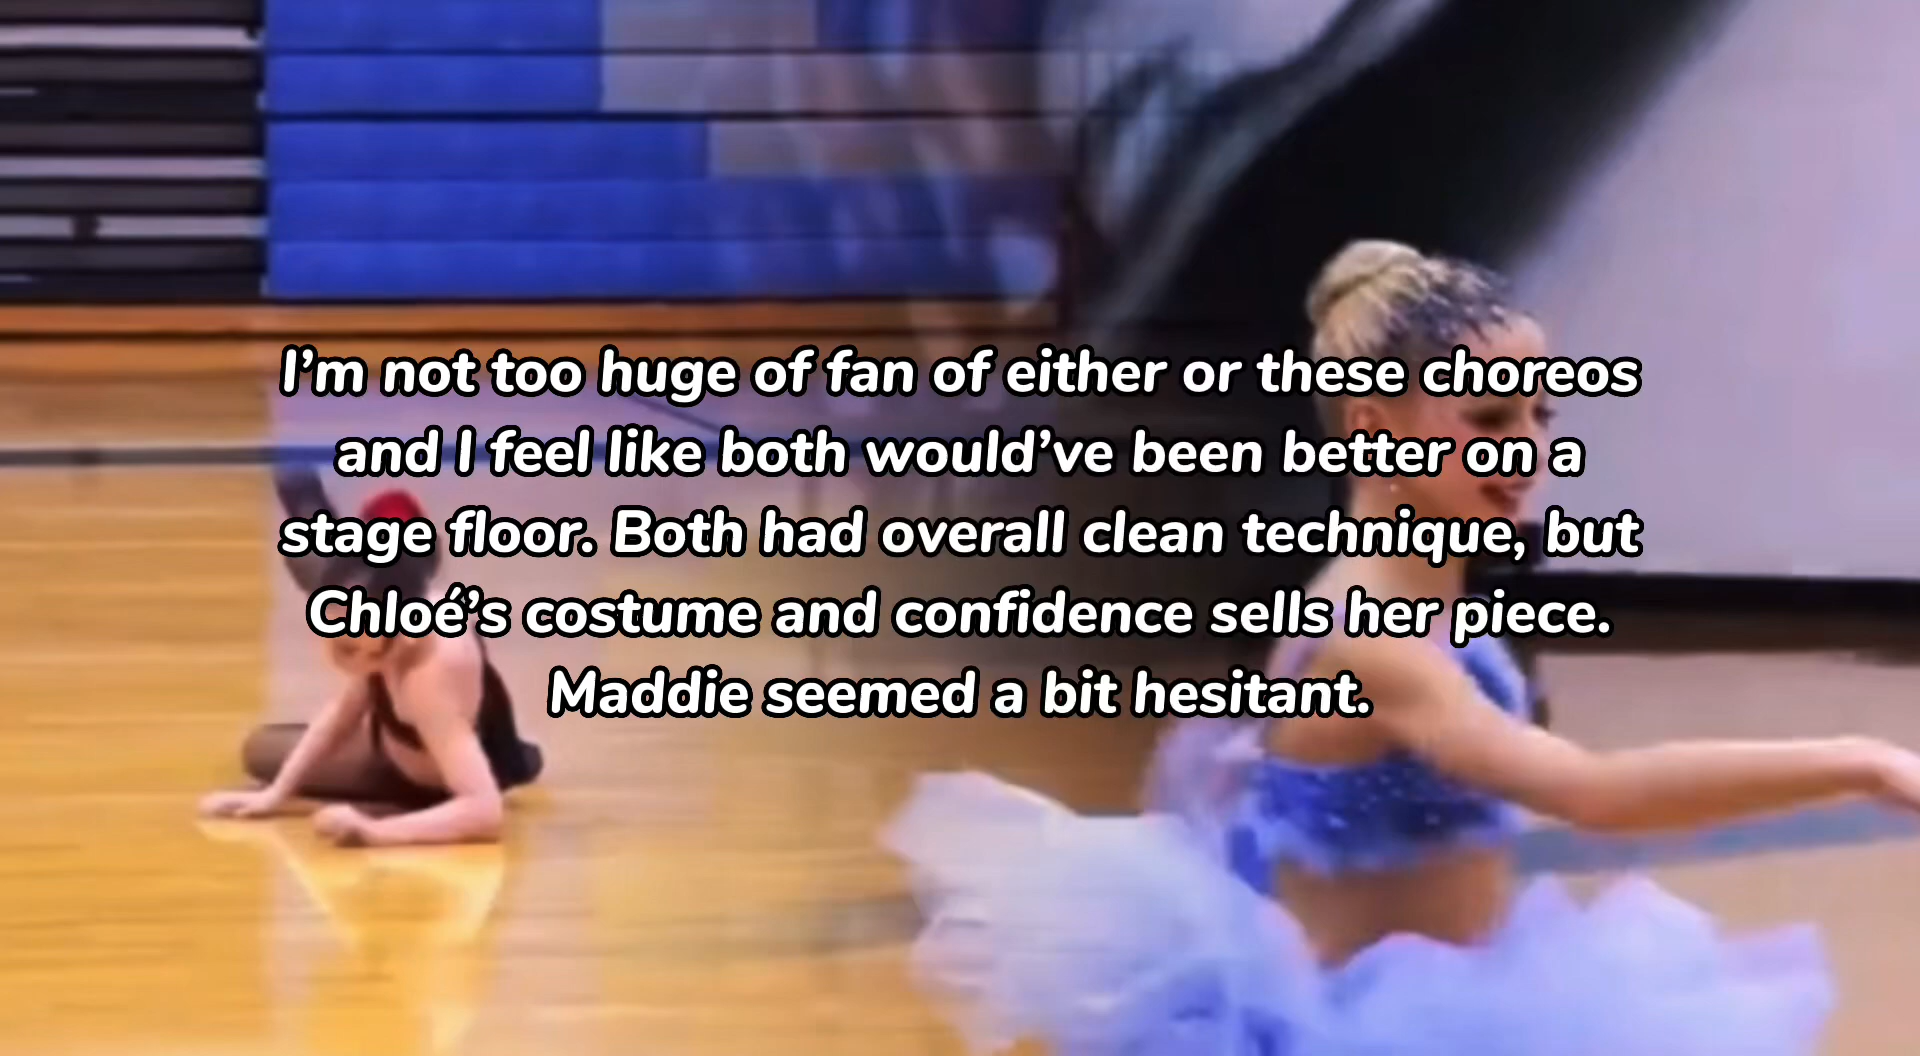 I’m not too huge of fan of either or these choreos
and I feel like both would’ve been better on a
stage floor. Both had overall clean technique, but
Chloé’s costume and confidence sells her piece.
Maddie seemed a bit hesitant.